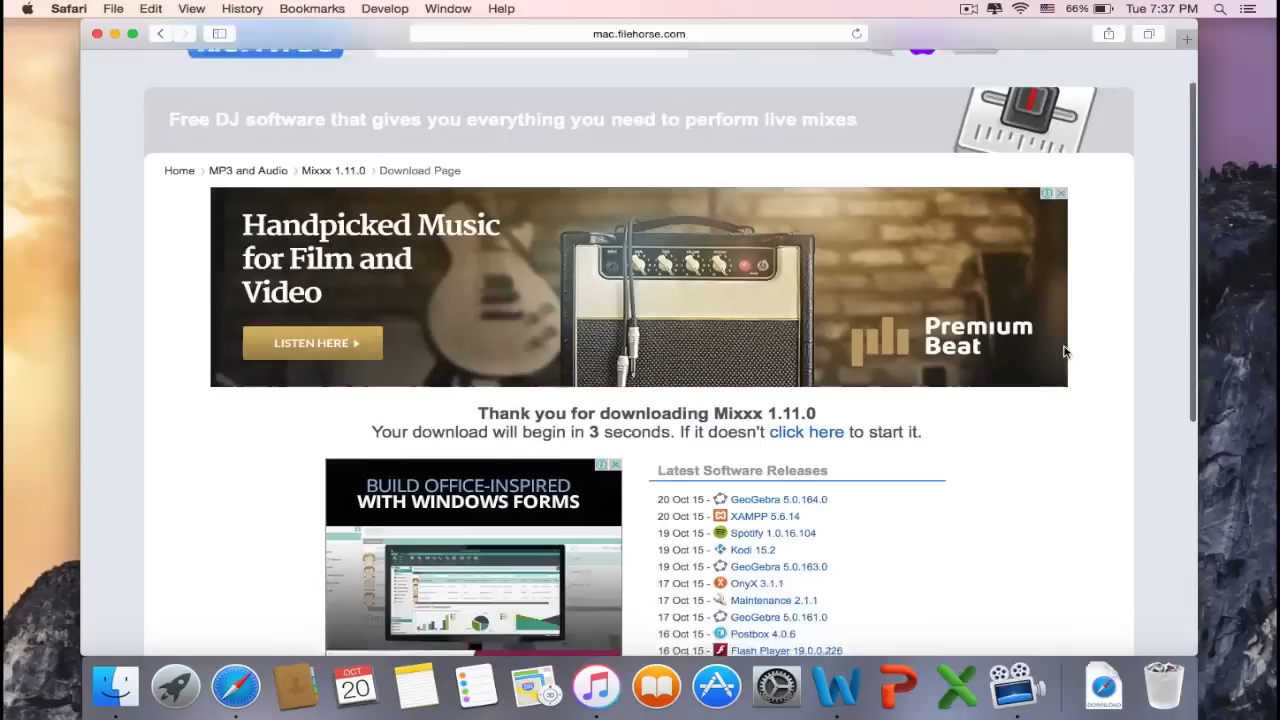 Safari File Edit View History Bookmarks Develop Window Help 66% Tue 7:37 PM
mac.filehorse.com
Free DJ software that gives you everything you need to perform live mixes
Home MP3 and Audio Mixxx 1.11.0 Download Page
Handpicked Music
for Film and
Video
LISTEN HERE
Premium
Beat
Thank you for downloading Mixxx 1.11.0
Your download will begin in 3 seconds. If it doesn't click here to start it.
BUILD OFFICE-INSPIRED
WITH WINDOWS FORMS
Latest Software Releases
20 Oct 15 - GeoGebra 5.0.164.0
20 Oct 15 - XAMPP 5.6.14
19 Oct 15 - Spotify 1.0.16.104
19 Oct 15 - Kodi 15.2
19 Oct 15 - GeoGebra 5.0.163.0
17 Oct 15 - OnyX 3.1.1
17 Oct 15 - Maintenance 2.1.1
17 Oct 15 - GeoGebra 5.0.161.0
16 Oct 15 - Postbox 4.0.6
16 Oct 15 - Flash Player 19.0.0.226
OCT
20
30
DOWNLOAD